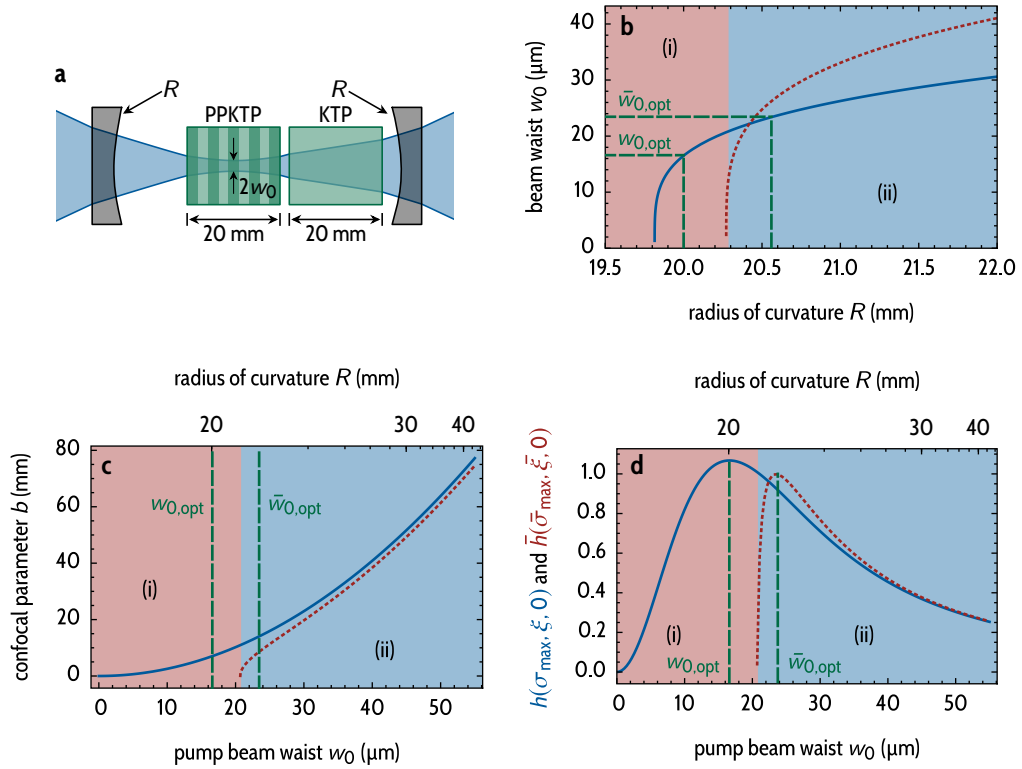 a
R
R
PPKTP
KTP
2w₀
20 mm
20 mm
b
(i)
(ii)
w̄₀,opt
w₀,opt
beam waist w₀ (μm)
40
30
20
10
0
19.5
20.0
20.5
21.0
21.5
22.0
radius of curvature R (mm)
radius of curvature R (mm)
20
30
40
c
w₀,opt
w̄₀,opt
(i)
(ii)
confocal parameter b (mm)
80
60
40
20
0
0
10
20
30
40
50
pump beam waist w₀ (μm)
radius of curvature R (mm)
20
30
40
d
(i)
(ii)
w₀,opt
w̄₀,opt
h(σmax, ξ, 0) and h̄(σ̄max, ξ̄, 0)
1.0
0.8
0.6
0.4
0.2
0.0
0
10
20
30
40
50
pump beam waist w₀ (μm)